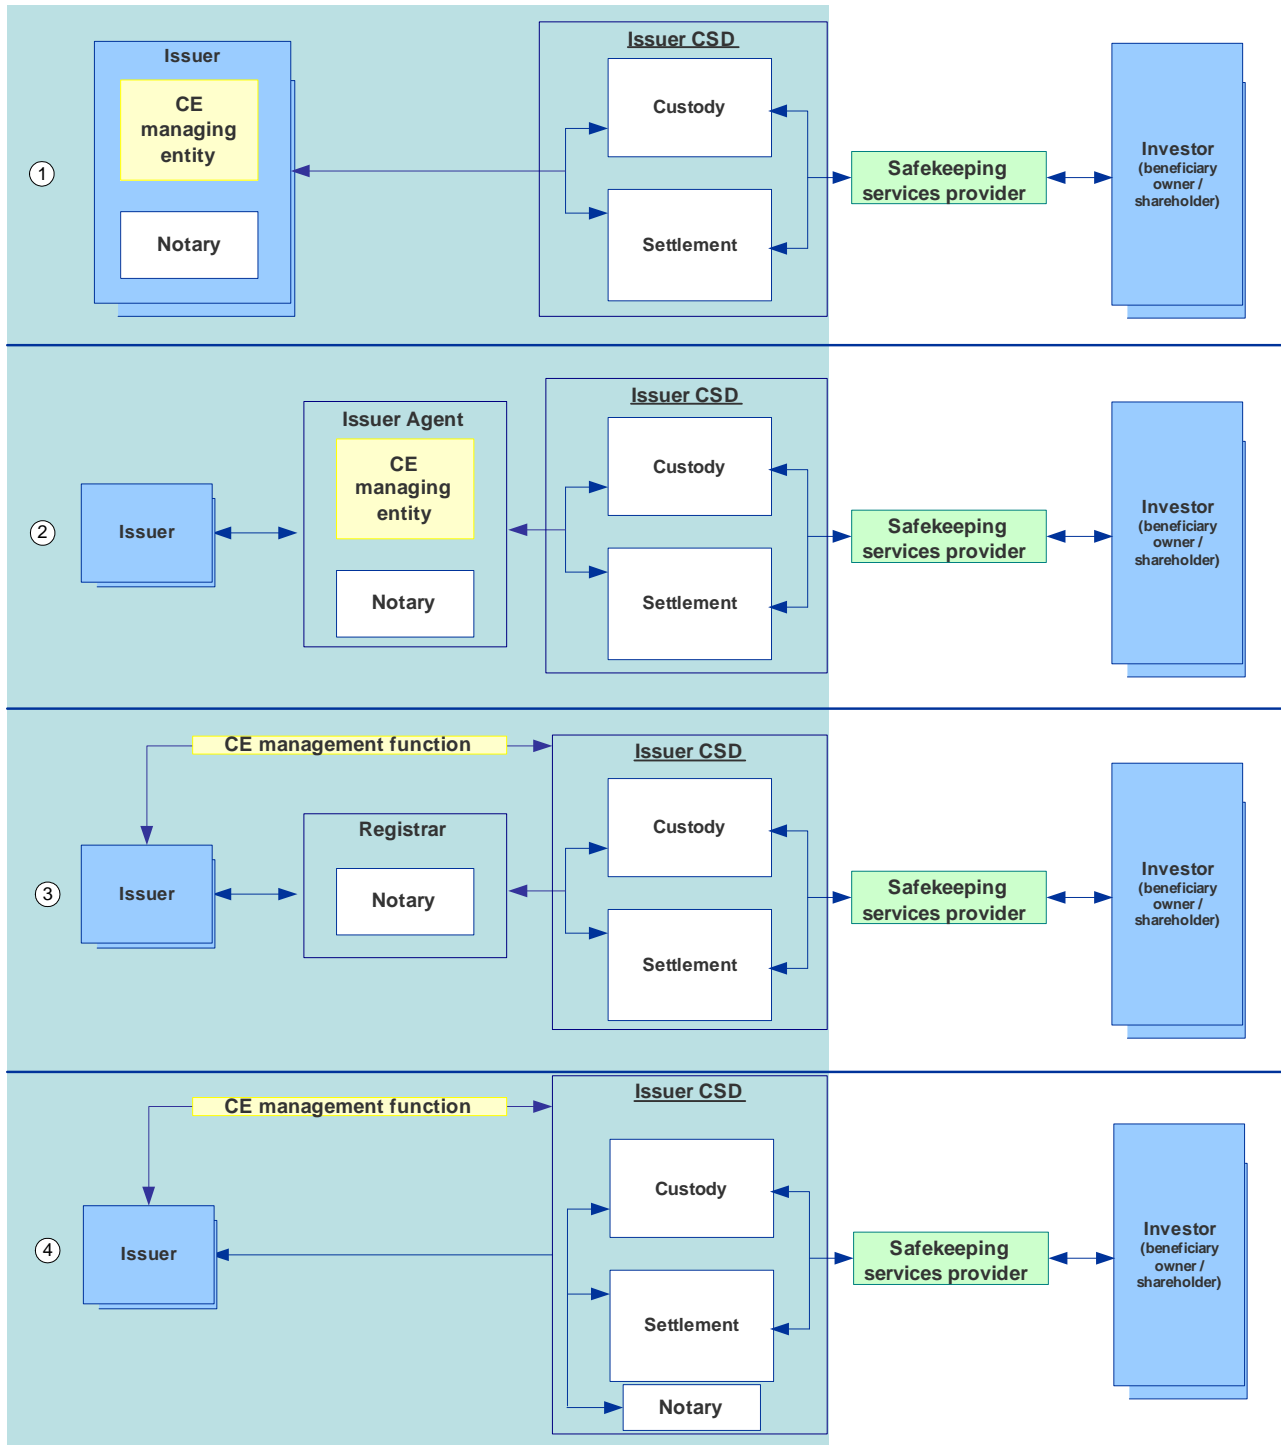 Issuer
CE
managing
entity
Notary
1
Issuer CSD
Custody
Settlement
Safekeeping
services provider
Investor
(beneficiary
owner /
shareholder)
2
Issuer
Issuer Agent
CE
managing
entity
Notary
Issuer CSD
Custody
Settlement
Safekeeping
services provider
Investor
(beneficiary
owner /
shareholder)
CE management function
3
Issuer
Registrar
Notary
Issuer CSD
Custody
Settlement
Safekeeping
services provider
Investor
(beneficiary
owner /
shareholder)
CE management function
4
Issuer
Issuer CSD
Custody
Settlement
Notary
Safekeeping
services provider
Investor
(beneficiary
owner /
shareholder)